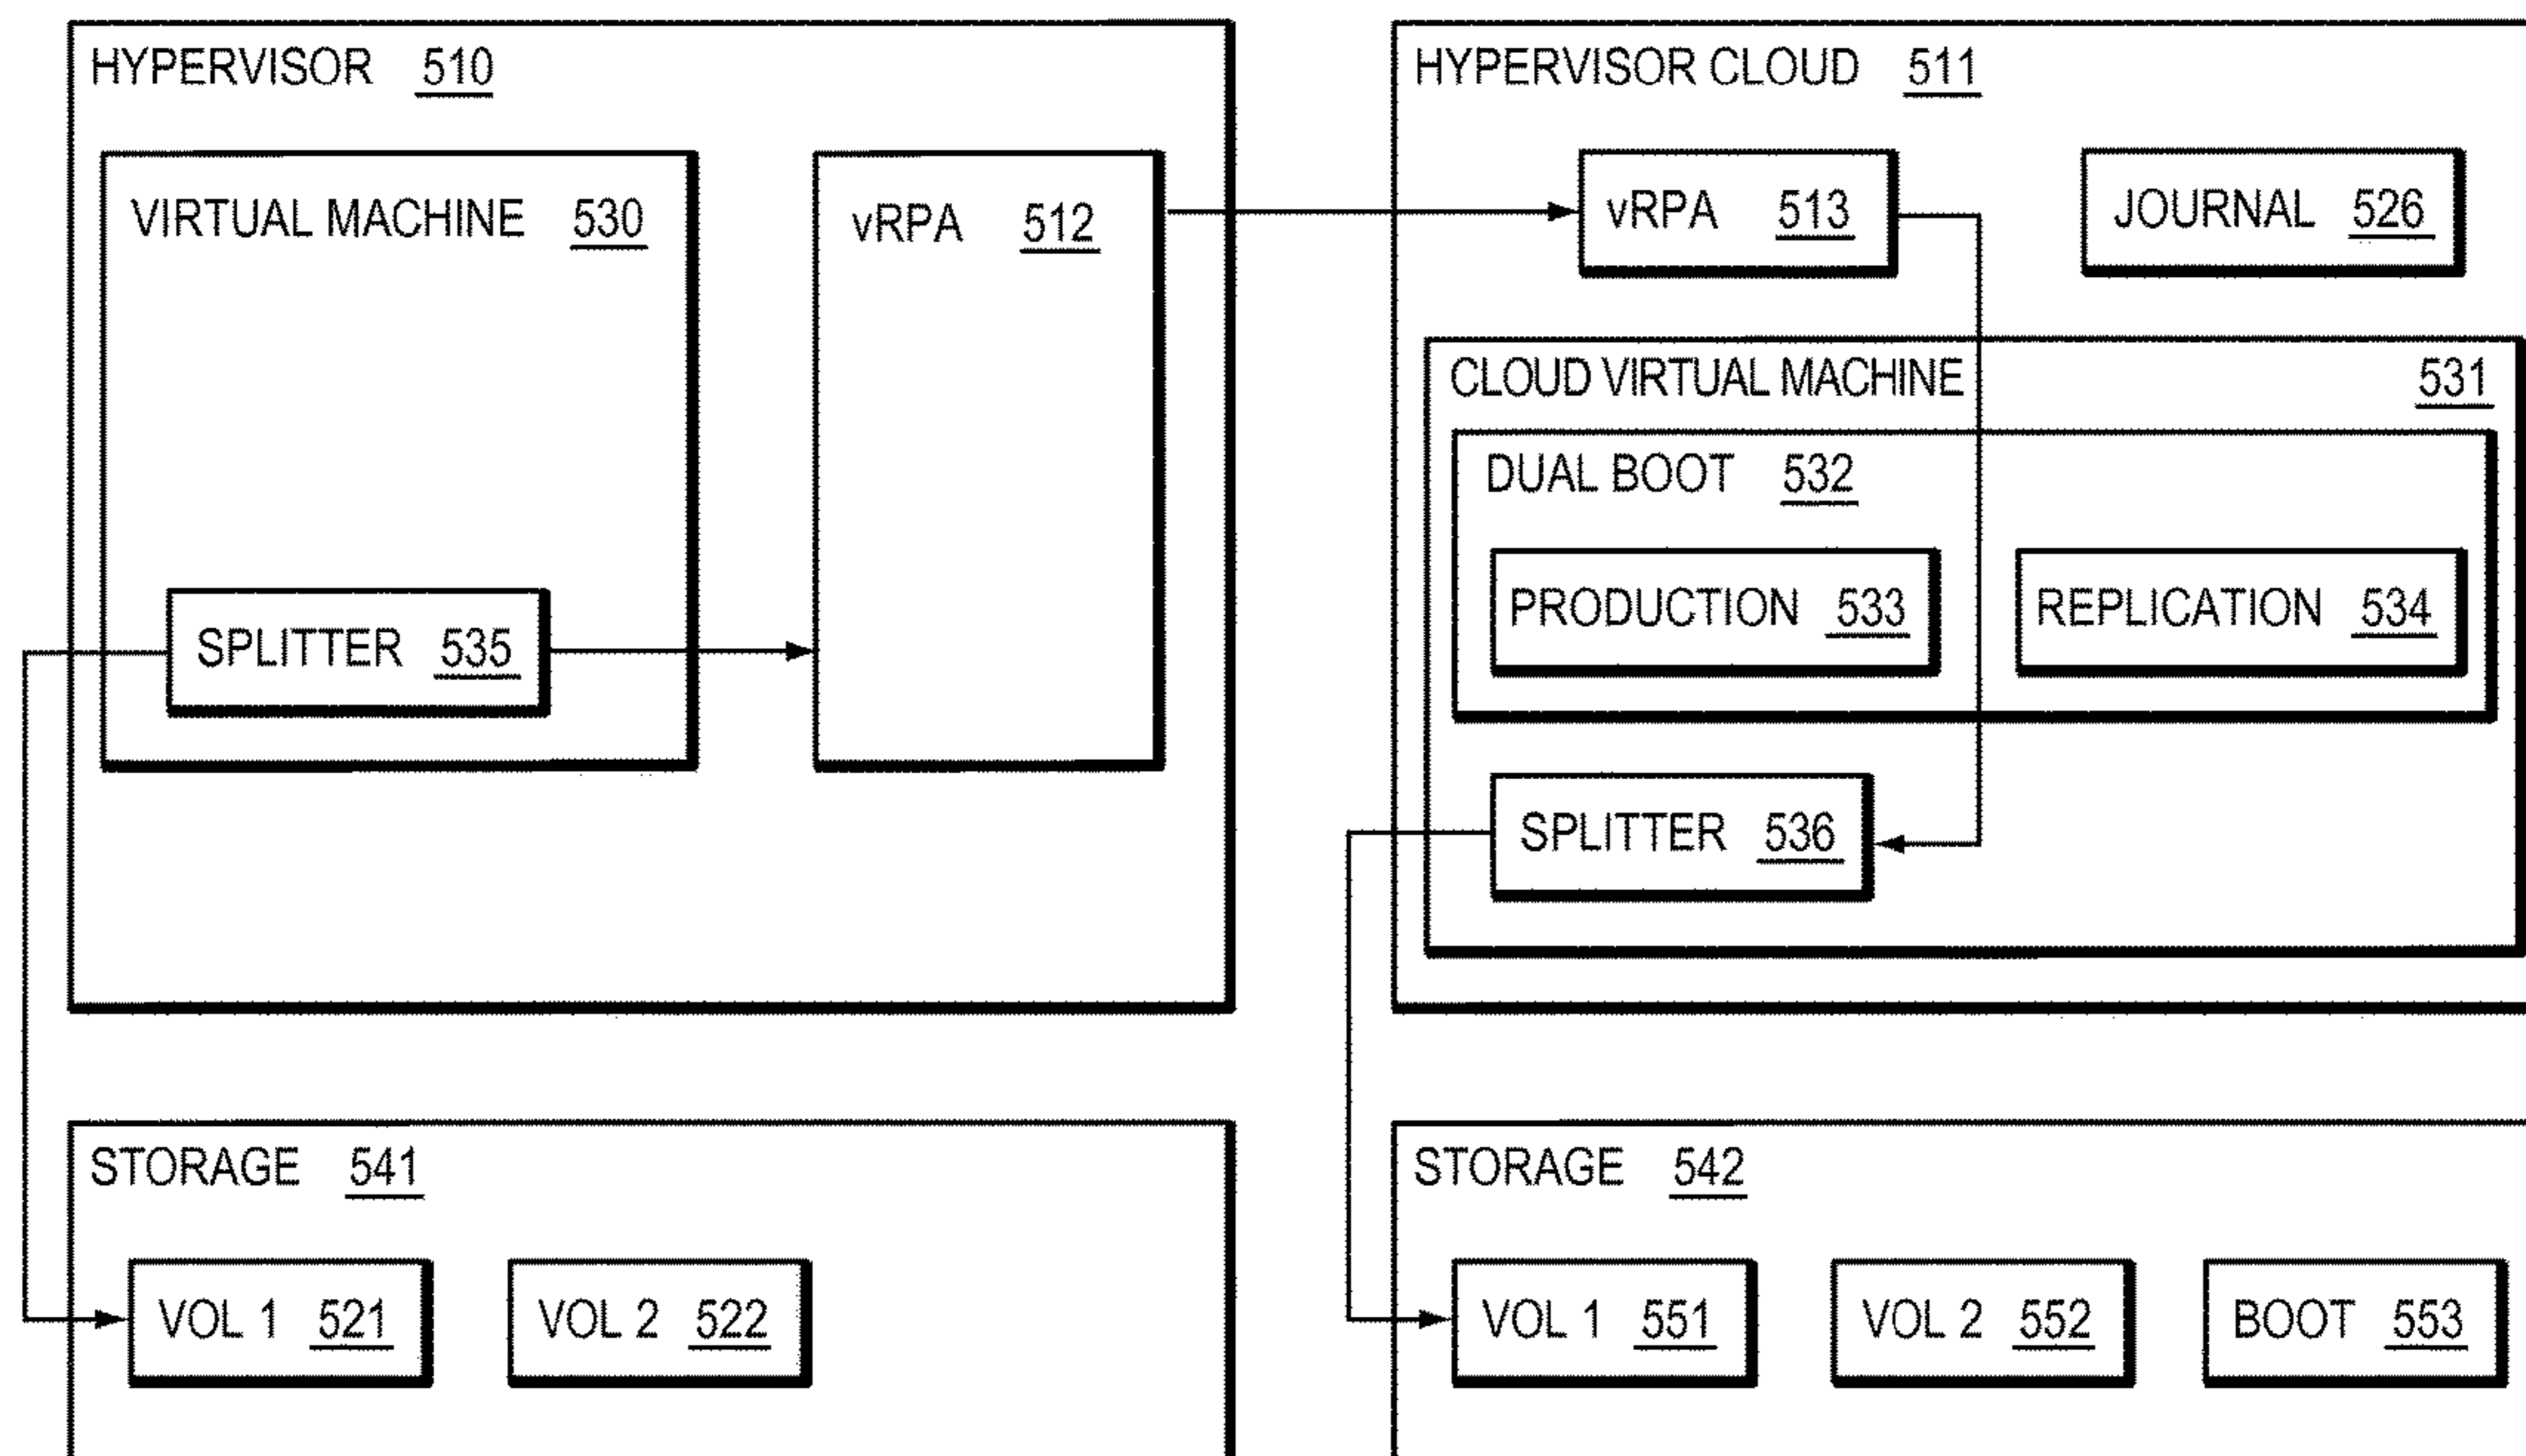 HYPERVISOR 510
VIRTUAL MACHINE 530
vRPA 512
SPLITTER 535
HYPERVISOR CLOUD 511
vRPA 513
JOURNAL 526
CLOUD VIRTUAL MACHINE 531
DUAL BOOT 532
PRODUCTION 533
REPLICATION 534
SPLITTER 536
STORAGE 541
VOL 1 521
VOL 2 522
STORAGE 542
VOL 1 551
VOL 2 552
BOOT 553